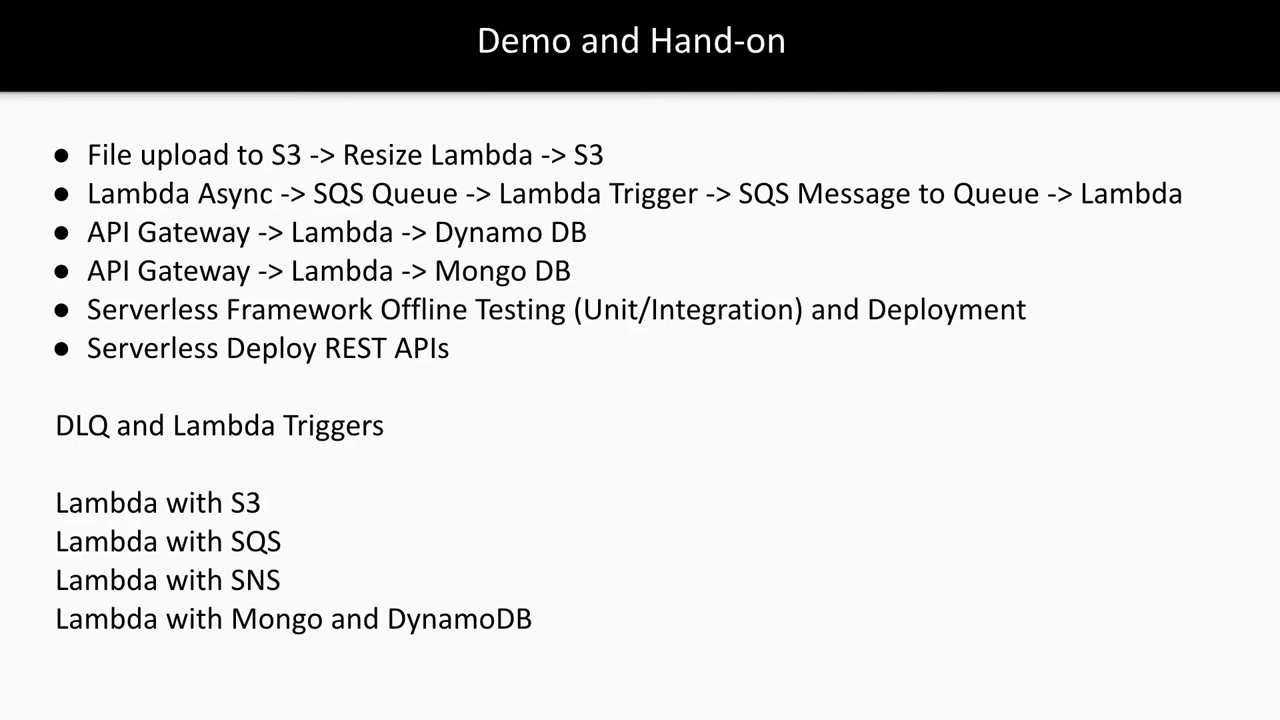 Demo and Hand-on
● File upload to S3 -> Resize Lambda -> S3
● Lambda Async -> SQS Queue -> Lambda Trigger -> SQS Message to Queue -> Lambda
● API Gateway -> Lambda -> Dynamo DB
● API Gateway -> Lambda -> Mongo DB
● Serverless Framework Offline Testing (Unit/Integration) and Deployment
● Serverless Deploy REST APIs
DLQ and Lambda Triggers
Lambda with S3
Lambda with SQS
Lambda with SNS
Lambda with Mongo and DynamoDB